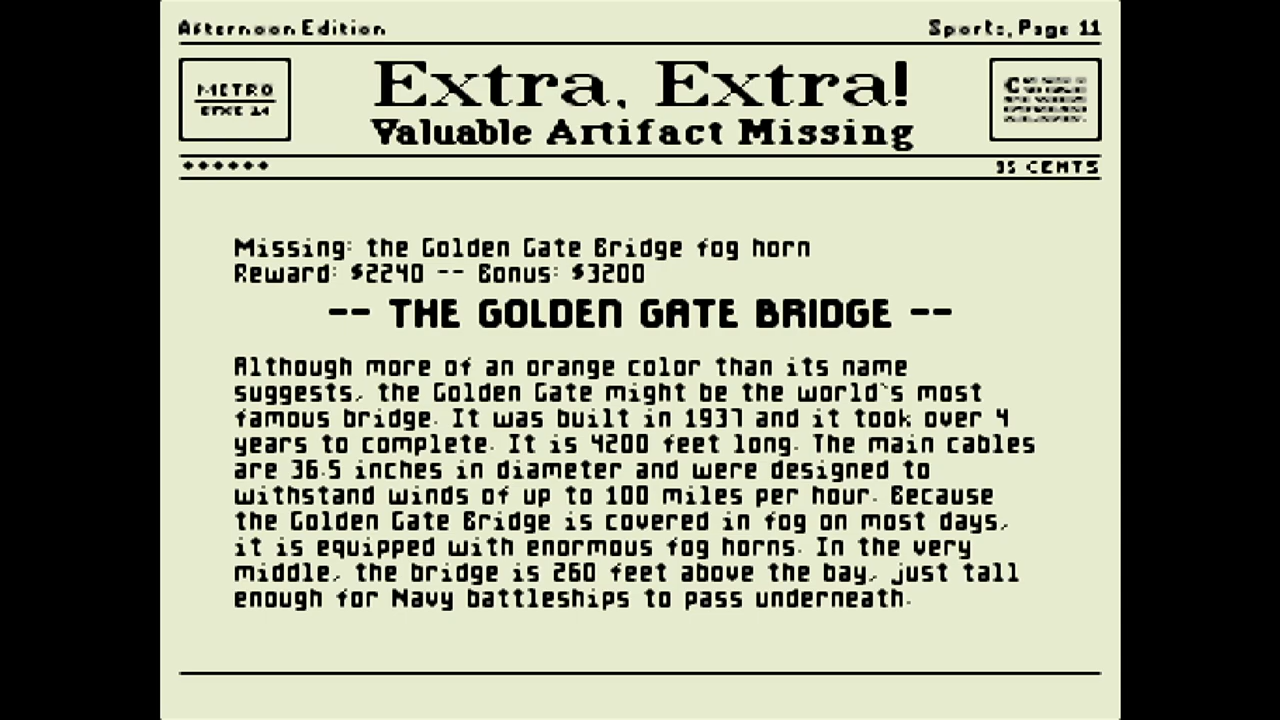 Afternoon Edition
Sports, Page 11
METRO
Extra, Extra!
Valuable Artifact Missing
35 CENTS
Missing: the Golden Gate Bridge fog horn
Reward: $2240 -- Bonus: $3200
-- THE GOLDEN GATE BRIDGE --
Although more of an orange color than its name
suggests, the Golden Gate might be the world's most
famous bridge. It was built in 1937 and it took over 4
years to complete. It is 4200 feet long. The main cables
are 36.5 inches in diameter and were designed to
withstand winds of up to 100 miles per hour. Because
the Golden Gate Bridge is covered in fog on most days,
it is equipped with enormous fog horns. In the very
middle, the bridge is 260 feet above the bay, just tall
enough for Navy battleships to pass underneath.